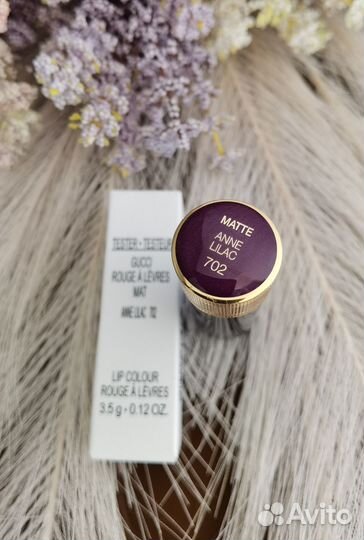 MATTE
ANNE
LILAC
702
TESTER - TESTEUR
GUCCI
ROUGE À LÈVRES
MAT
ANNE LILAC 702
LIP COLOUR
ROUGE À LÈVRES
3.5 g - 0.12 OZ.
Avito